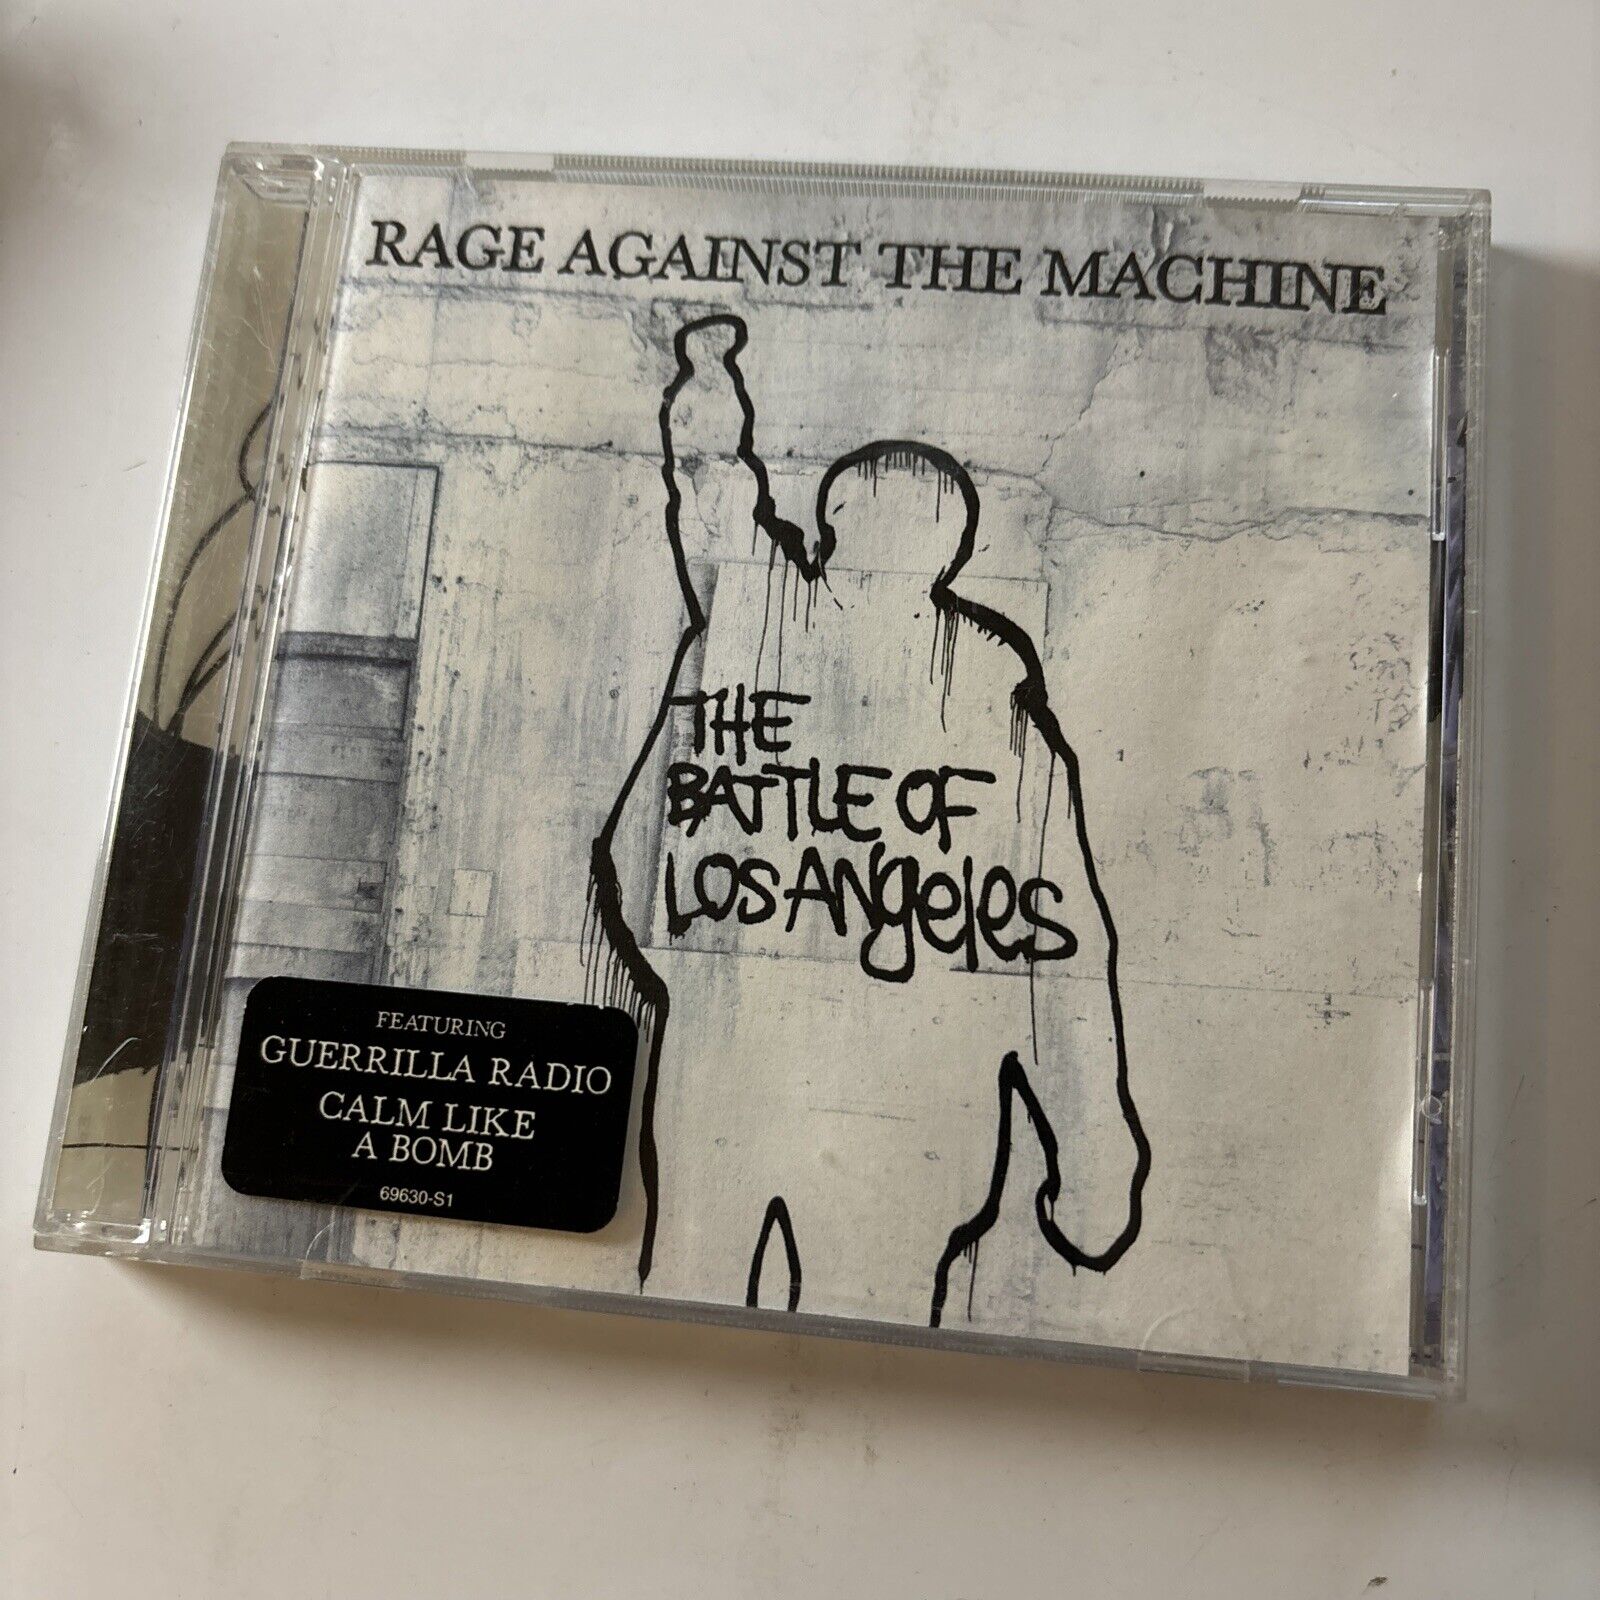 RAGE AGAINST THE MACHINE
THE
BATTLE OF
LOS ANgeleS
FEATURING
GUERRILLA RADIO
CALM LIKE
A BOMB
69630-S1